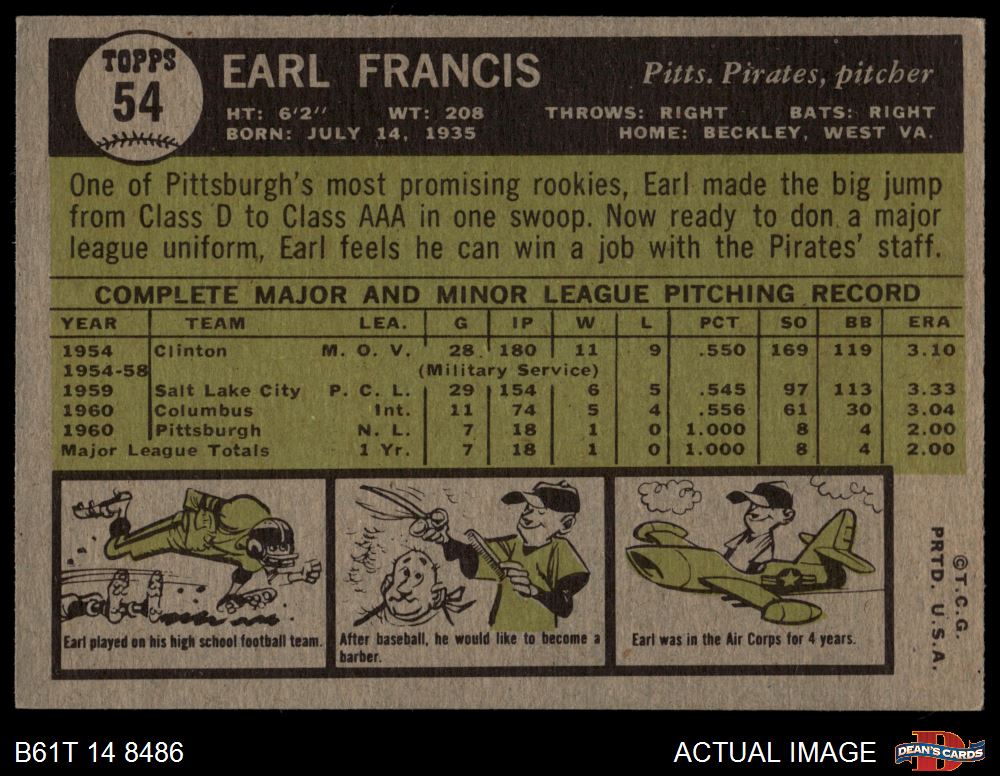 TOPPS
54
EARL FRANCIS
Pitts. Pirates, pitcher
HT: 6'2" WT: 208 THROWS: RIGHT BATS: RIGHT
BORN: JULY 14, 1935 HOME: BECKLEY, WEST VA.
One of Pittsburgh's most promising rookies, Earl made the big jump
from Class D to Class AAA in one swoop. Now ready to don a major
league uniform, Earl feels he can win a job with the Pirates' staff.
COMPLETE MAJOR AND MINOR LEAGUE PITCHING RECORD
YEAR TEAM LEA. G IP W L PCT SO BB ERA
1954 Clinton M. O. V. 28 180 11 9 .550 169 119 3.10
1954-58 (Military Service)
1959 Salt Lake City P. C. L. 29 154 6 5 .545 97 113 3.33
1960 Columbus Int. 11 74 5 4 .556 61 30 3.04
1960 Pittsburgh N. L. 7 18 1 0 1.000 8 4 2.00
Major League Totals 1 Yr. 7 18 1 0 1.000 8 4 2.00
Earl played on his high school football team.
After baseball, he would like to become a
barber.
Earl was in the Air Corps for 4 years.
© T.C.G.
PRTD. U.S.A.
B61T 14 8486
ACTUAL IMAGE
D
DEAN'S CARDS